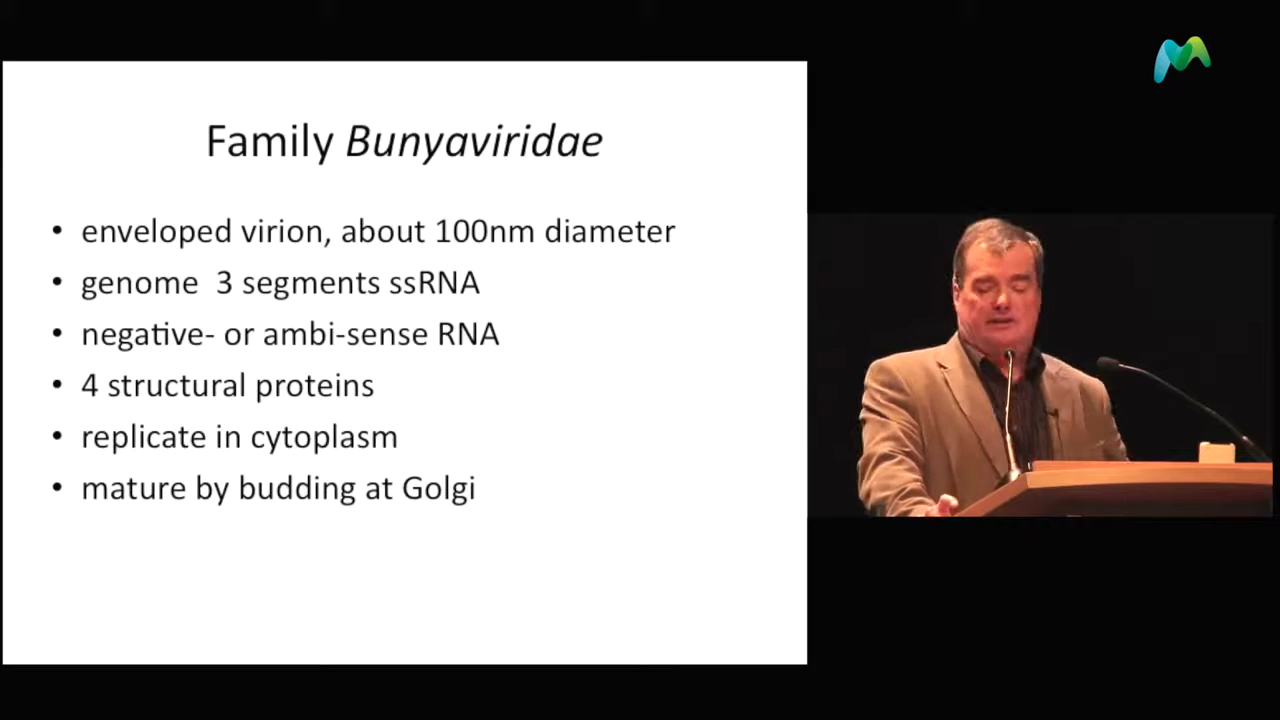 Family Bunyaviridae
• enveloped virion, about 100nm diameter
• genome  3 segments ssRNA
• negative- or ambi-sense RNA
• 4 structural proteins
• replicate in cytoplasm
• mature by budding at Golgi